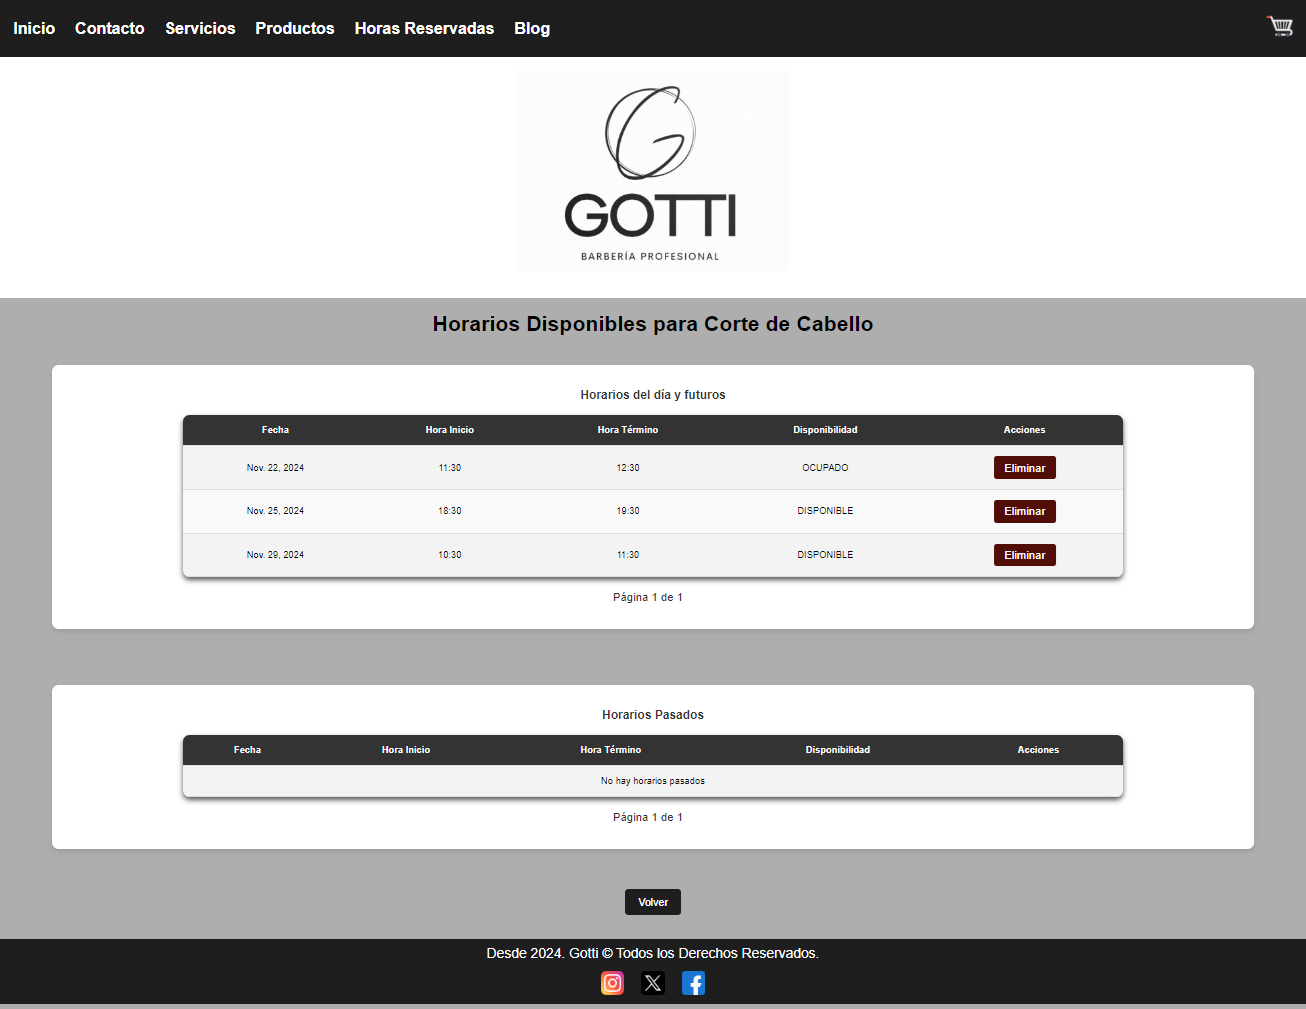 Inicio Contacto Servicios Productos Horas Reservadas Blog
G
GOTTI
BARBERÍA PROFESIONAL
Horarios Disponibles para Corte de Cabello
Horarios del día y futuros
Fecha Hora Inicio Hora Término Disponibilidad Acciones
Nov. 22, 2024 11:30 12:30 OCUPADO Eliminar
Nov. 25, 2024 18:30 19:30 DISPONIBLE Eliminar
Nov. 29, 2024 10:30 11:30 DISPONIBLE Eliminar
Página 1 de 1
Horarios Pasados
Fecha Hora Inicio Hora Término Disponibilidad Acciones
No hay horarios pasados
Página 1 de 1
Volver
Desde 2024. Gotti © Todos los Derechos Reservados.